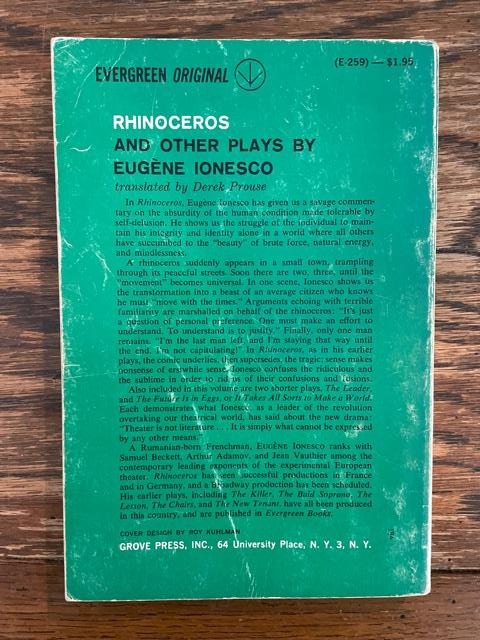 EVERGREEN ORIGINAL
(E-259) — $1.95
RHINOCEROS
AND OTHER PLAYS BY
EUGÈNE IONESCO
translated by Derek Prouse
In Rhinoceros, Eugène Ionesco has given us a savage commen-
tary on the absurdity of the human condition made tolerable by
self-delusion. He shows us the struggle of the individual to main-
tain his integrity and identity alone in a world where all others
have succumbed to the "beauty" of brute force, natural energy,
and mindlessness.
A rhinoceros suddenly appears in a small town, trampling
through its peaceful streets. Soon there are two, three, until the
"movement" becomes universal. In one scene, Ionesco shows us
the transformation into a beast of an average citizen who knows
he must "move with the times." Arguments echoing with terrible
familiarity are marshalled on behalf of the rhinoceros: "It's just
a question of personal preference. One must make an effort to
understand. To understand is to justify." Finally, only one man
remains. "I'm the last man left, and I'm staying that way until
the end. I'm not capitulating!" In Rhinoceros, as in his earlier
plays, the comic underlies, then supersedes, the tragic: sense makes
nonsense of erstwhile sense. Ionesco confuses the ridiculous and
the sublime in order to rid us of their confusions and illusions.
Also included in this volume are two shorter plays, The Leader,
and The Future Is in Eggs, or It Takes All Sorts to Make a World.
Each demonstrates what Ionesco, as a leader of the revolution
overtaking our theatrical world, has said about the new drama:
"Theater is not literature . . . It is simply what cannot be expressed
by any other means."
A Rumanian-born Frenchman, EUGÈNE IONESCO ranks with
Samuel Beckett, Arthur Adamov, and Jean Vauthier among the
contemporary leading exponents of the experimental European
theater. Rhinoceros has been successful productions in France
and in Germany, and a Broadway production has been scheduled.
His earlier plays, including The Killer, The Bald Soprano, The
Lesson, The Chairs, and The New Tenant, have all been produced
in this country, and are published in Evergreen Books.
COVER DESIGN BY ROY KUHLMAN
GROVE PRESS, INC., 64 University Place, N. Y. 3, N. Y.